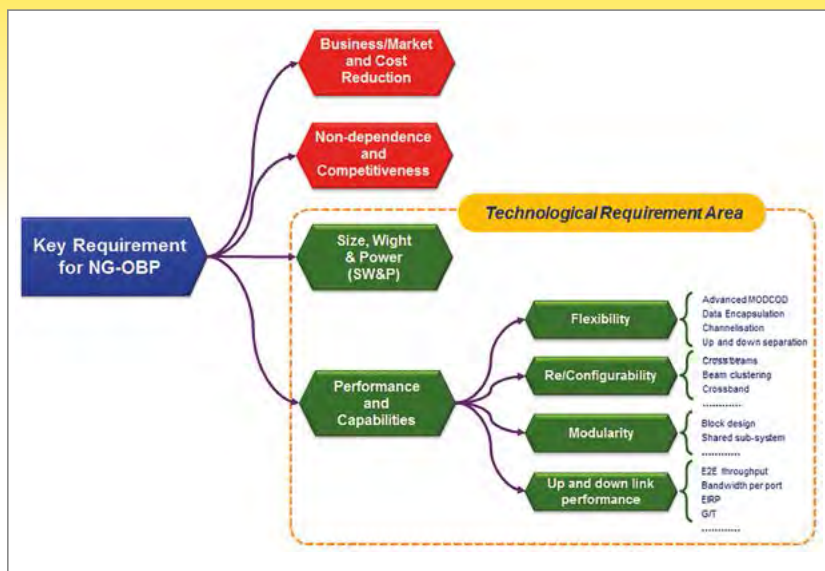 Business/Market
and Cost
Reduction
Non-dependence
and
Competitiveness
Technological Requirement Area
Key Requirement
for NG-OBP
Size, Wight
& Power
(SW&P)
Performance
and
Capabilities
Flexibility
Advanced MODCOD
Data Encapsulation
Channelisation
Up and down separation
Re/Configurability
Crossbeams
Beam clustering
Crossband
............
Modularity
Block design
Shared sub-system
............
Up and down link
performance
E2E throughput
Bandwidth per port
EIRP
G/T
............